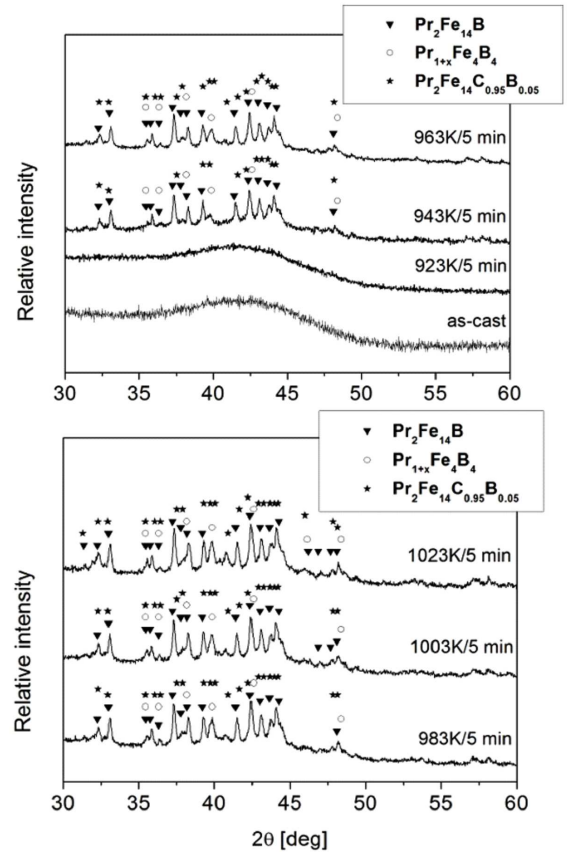 Pr2Fe14B
Pr1+xFe4B4
Pr2Fe14C0.95B0.05
963K/5 min
943K/5 min
923K/5 min
as-cast
Relative intensity
30 35 40 45 50 55 60
Pr2Fe14B
Pr1+xFe4B4
Pr2Fe14C0.95B0.05
1023K/5 min
1003K/5 min
983K/5 min
Relative intensity
30 35 40 45 50 55 60
2θ [deg]